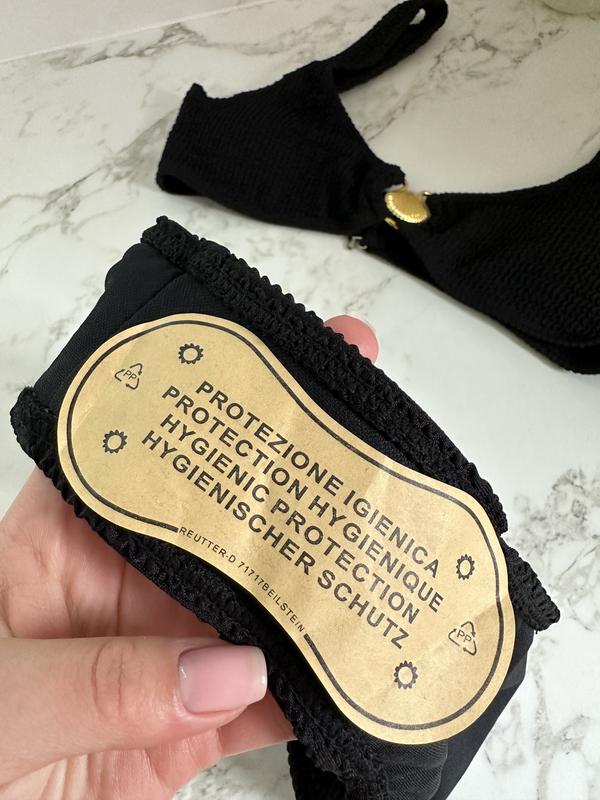 PP
PROTEZIONE IGIENICA
PROTECTION HYGIENIQUE
HYGIENIC PROTECTION
HYGIENISCHER SCHUTZ
REUTTER-D 71717BEILSTEIN
PP